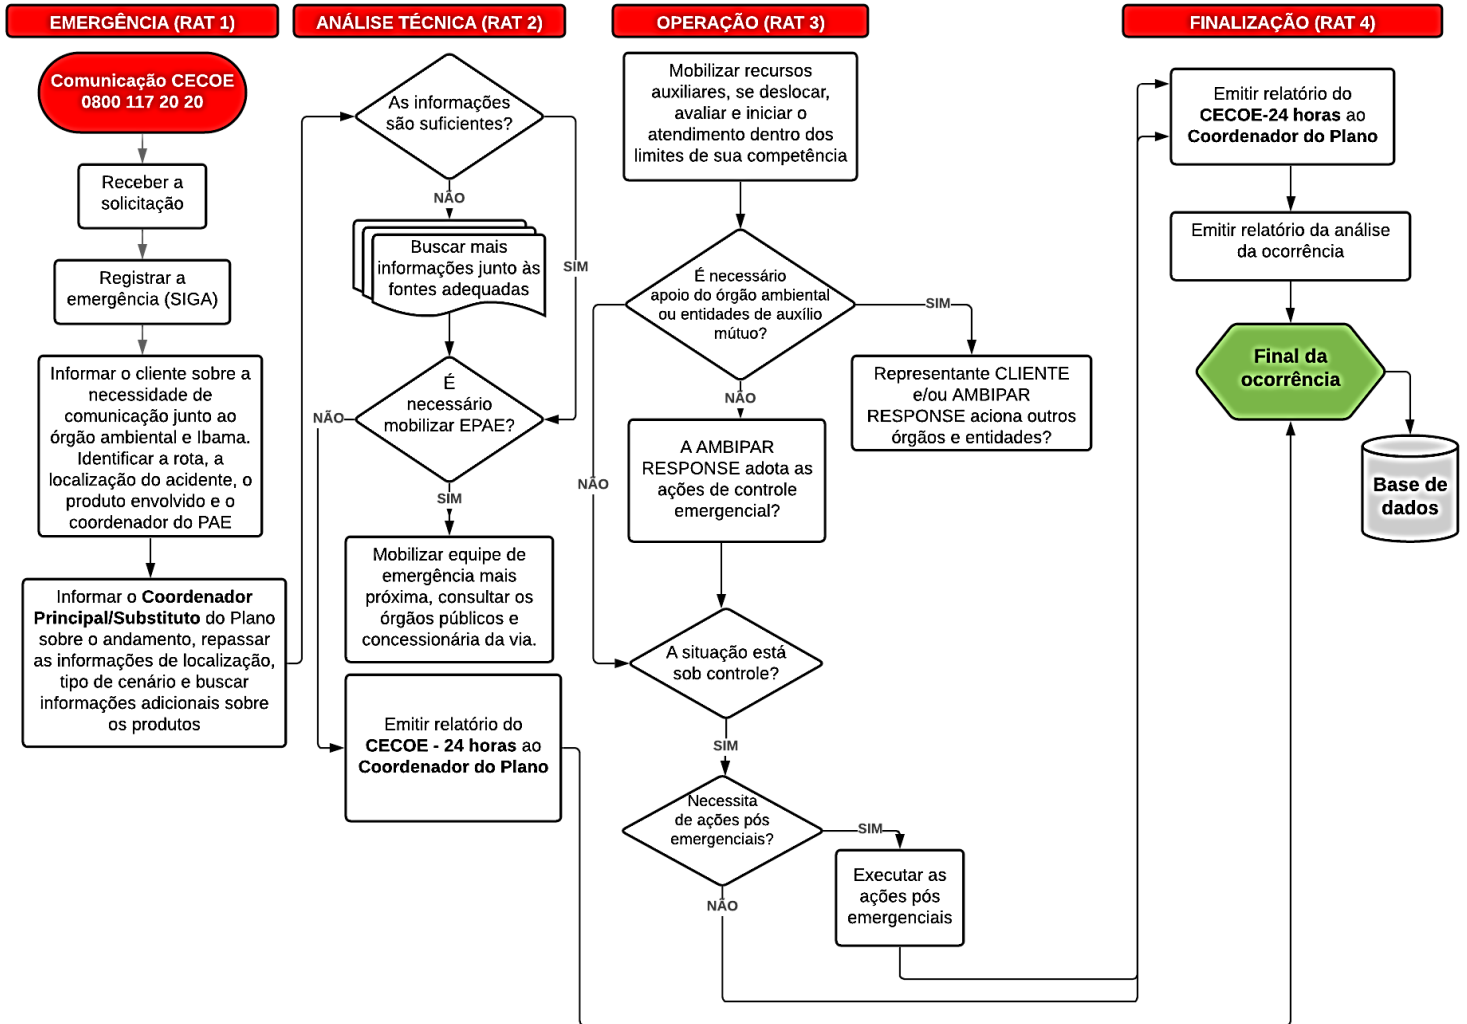 EMERGÊNCIA (RAT 1)
Comunicação CECOE
0800 117 20 20
Receber a
solicitação
Registrar a
emergência (SIGA)
Informar o cliente sobre a
necessidade de
comunicação junto ao
órgão ambiental e Ibama.
Identificar a rota, a
localização do acidente, o
produto envolvido e o
coordenador do PAE
Informar o Coordenador
Principal/Substituto do Plano
sobre o andamento, repassar
as informações de localização,
tipo de cenário e buscar
informações adicionais sobre
os produtos
ANÁLISE TÉCNICA (RAT 2)
As informações
são suficientes?
NÃO
SIM
Buscar mais
informações junto às
fontes adequadas
É
necessário
mobilizar EPAE?
NÃO
SIM
Mobilizar equipe de
emergência mais
próxima, consultar os
órgãos públicos e
concessionária da via.
Emitir relatório do
CECOE - 24 horas ao
Coordenador do Plano
OPERAÇÃO (RAT 3)
Mobilizar recursos
auxiliares, se deslocar,
avaliar e iniciar o
atendimento dentro dos
limites de sua competência
É necessário
apoio do órgão ambiental
ou entidades de auxílio
mútuo?
SIM
NÃO
Representante CLIENTE
e/ou AMBIPAR
RESPONSE aciona outros
órgãos e entidades?
A AMBIPAR
RESPONSE adota as
ações de controle
emergencial?
NÃO
A situação está
sob controle?
SIM
Necessita
de ações pós
emergenciais?
SIM
NÃO
Executar as
ações pós
emergenciais
FINALIZAÇÃO (RAT 4)
Emitir relatório do
CECOE-24 horas ao
Coordenador do Plano
Emitir relatório da análise
da ocorrência
Final da
ocorrência
Base de
dados